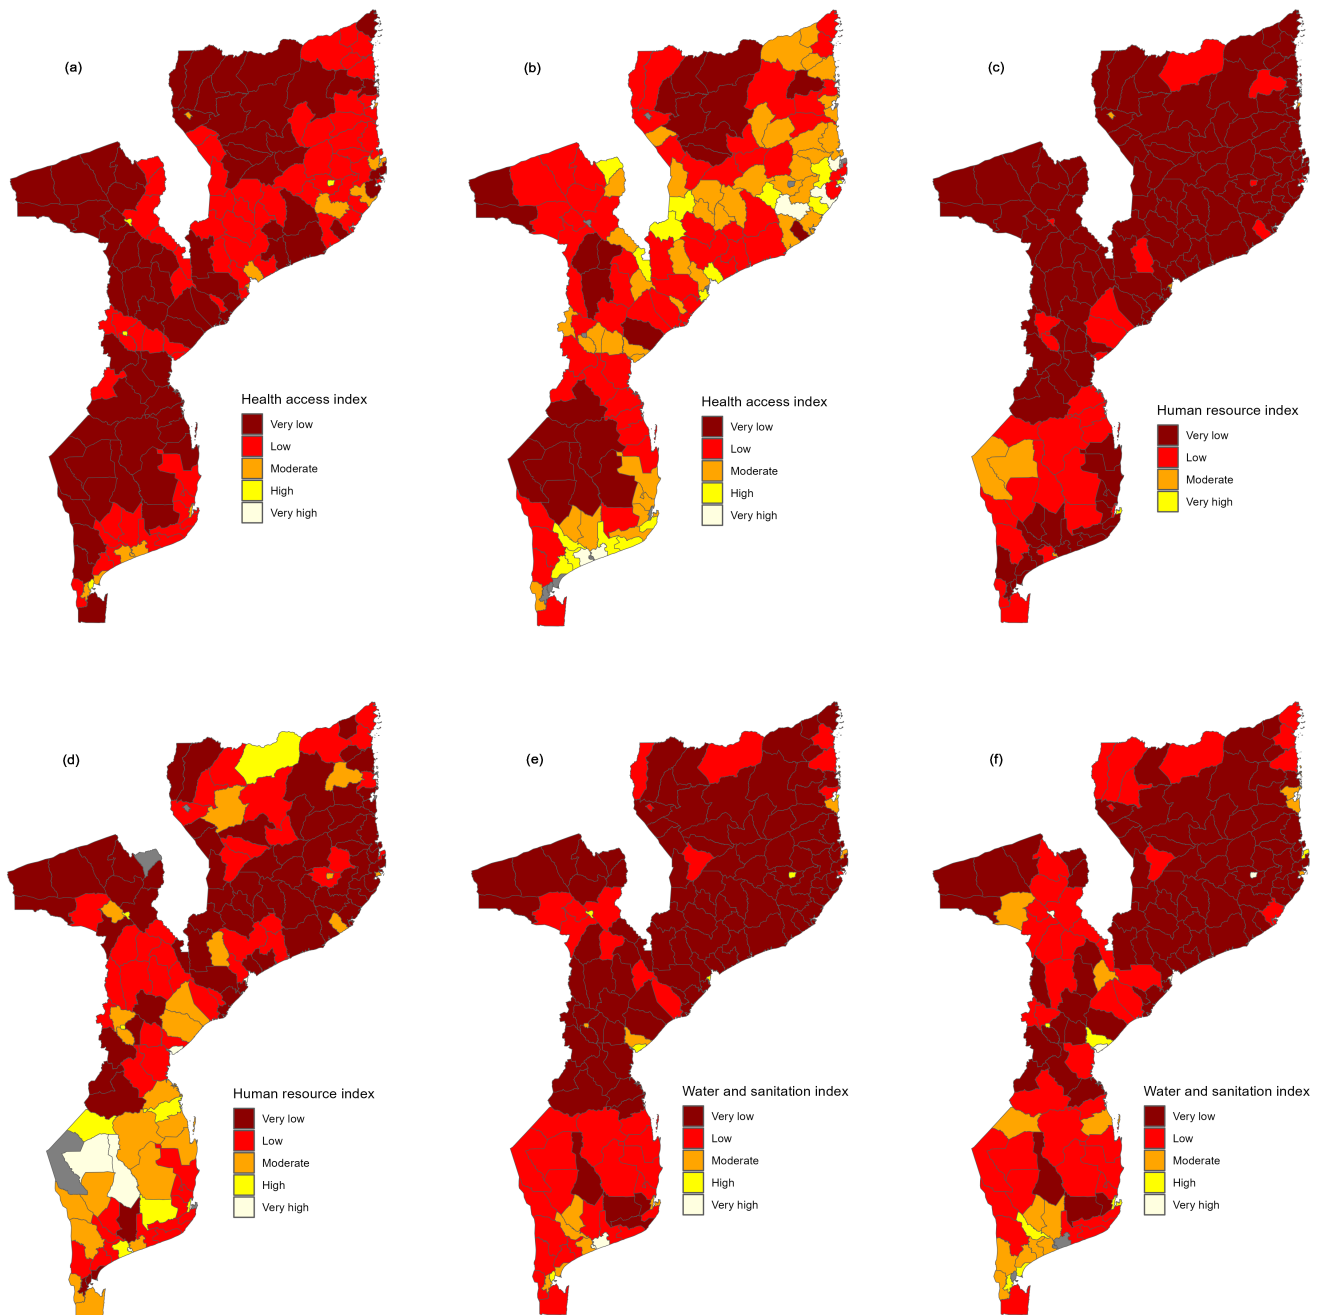 (a)
(b)
(c)
Health access index
Very low
Low
Moderate
High
Very high
Health access index
Very low
Low
Moderate
High
Very high
Human resource index
Very low
Low
Moderate
Very high
(d)
(e)
(f)
Human resource index
Very low
Low
Moderate
High
Very high
Water and sanitation index
Very low
Low
Moderate
High
Very high
Water and sanitation index
Very low
Low
Moderate
High
Very high